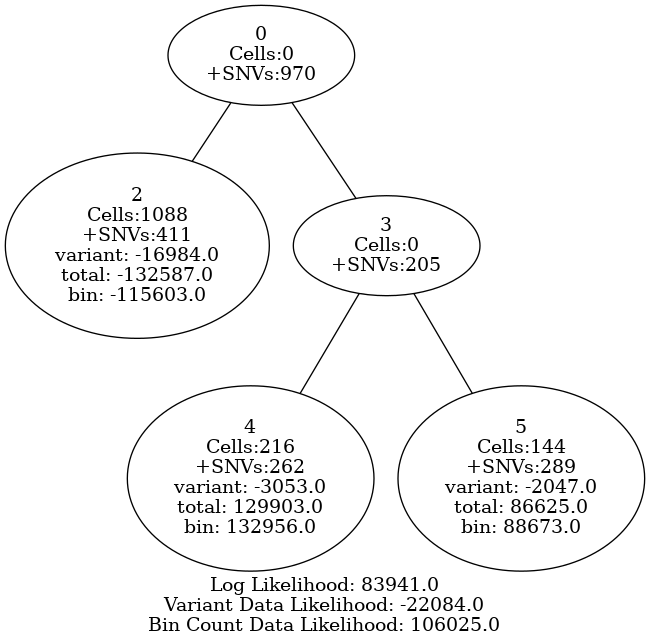 0
Cells:0
+SNVs:970
2
Cells:1088
+SNVs:411
variant: -16984.0
total: -132587.0
bin: -115603.0
3
Cells:0
+SNVs:205
4
Cells:216
+SNVs:262
variant: -3053.0
total: 129903.0
bin: 132956.0
5
Cells:144
+SNVs:289
variant: -2047.0
total: 86625.0
bin: 88673.0
Log Likelihood: 83941.0
Variant Data Likelihood: -22084.0
Bin Count Data Likelihood: 106025.0